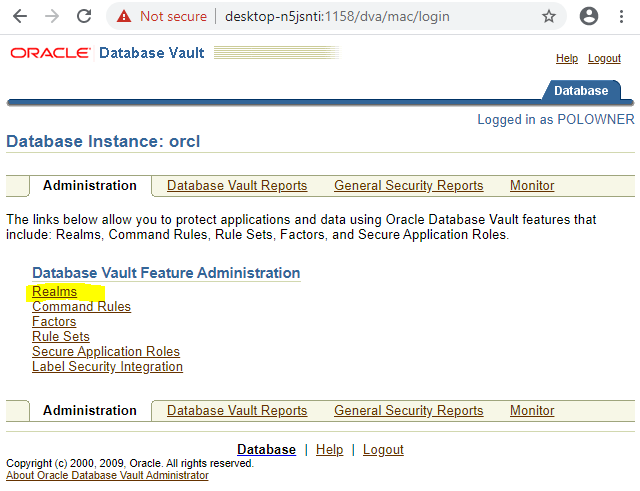 Not secure | desktop-n5jsnti:1158/dva/mac/login
ORACLE Database Vault
Help Logout
Database
Logged in as POLOWNER
Database Instance: orcl
Administration Database Vault Reports General Security Reports Monitor
The links below allow you to protect applications and data using Oracle Database Vault features that
include: Realms, Command Rules, Rule Sets, Factors, and Secure Application Roles.
Database Vault Feature Administration
Realms
Command Rules
Factors
Rule Sets
Secure Application Roles
Label Security Integration
Administration Database Vault Reports General Security Reports Monitor
Database | Help | Logout
Copyright (c) 2000, 2009, Oracle. All rights reserved.
About Oracle Database Vault Administrator